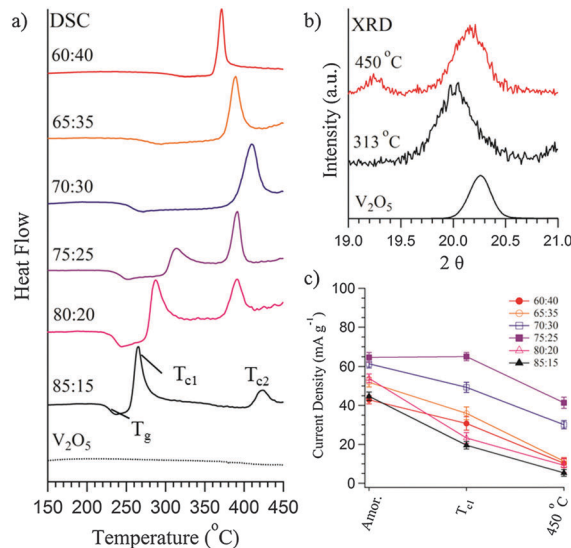 a)
DSC
60:40
65:35
70:30
75:25
80:20
85:15
V₂O₅
T_c1
T_c2
T_g
Heat Flow
150 200 250 300 350 400 450
Temperature (°C)
b)
XRD
450 °C
313 °C
V₂O₅
Intensity (a.u.)
19.0 19.5 20.0 20.5 21.0
2 θ
c)
Current Density (mA g⁻¹)
100
80
60
40
20
0
60:40
65:35
70:30
75:25
80:20
85:15
Amor.
T_c1
450 °C